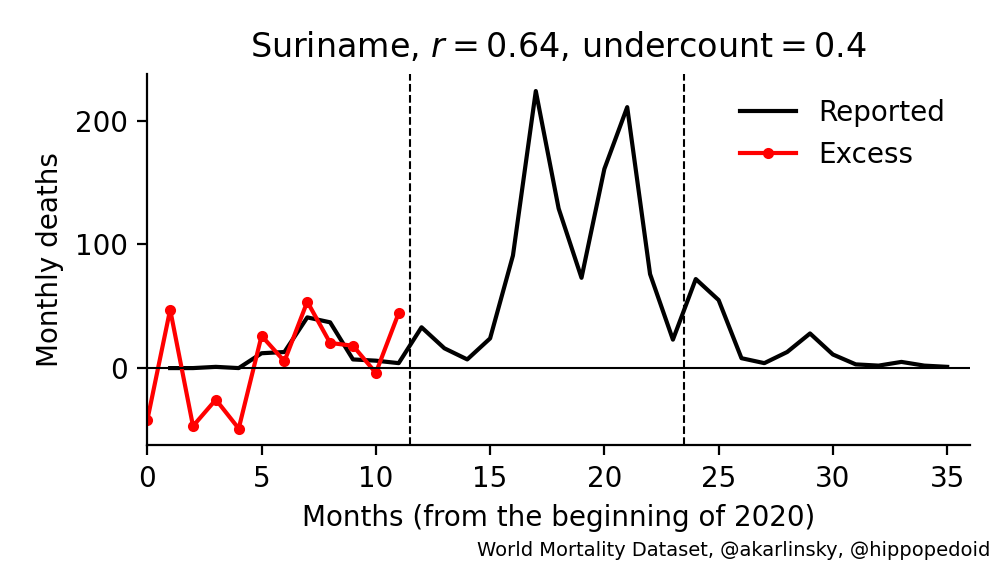 Suriname, r = 0.64, undercount = 0.4
Reported
Excess
Monthly deaths
200
100
0
0 5 10 15 20 25 30 35
Months (from the beginning of 2020)
World Mortality Dataset, @akarlinsky, @hippopedoid